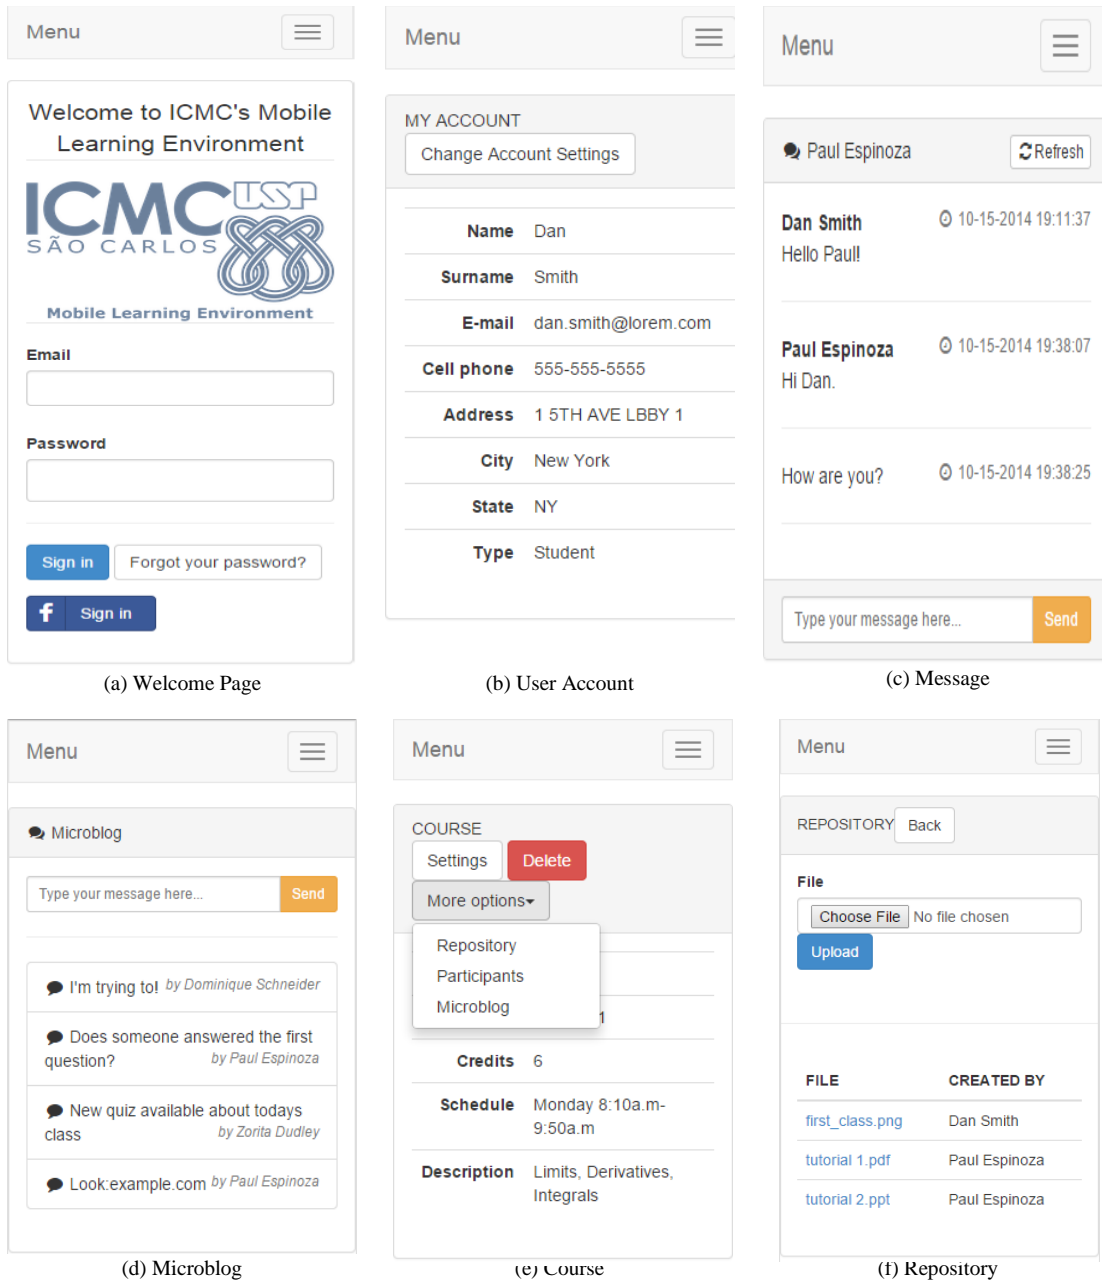 Menu
Welcome to ICMC's Mobile
Learning Environment
ICMC USP
SÃO CARLOS
Mobile Learning Environment
Email
Password
Sign in Forgot your password?
f Sign in
(a) Welcome Page
Menu
MY ACCOUNT
Change Account Settings
Name Dan
Surname Smith
E-mail dan.smith@lorem.com
Cell phone 555-555-5555
Address 1 5TH AVE LBBY 1
City New York
State NY
Type Student
(b) User Account
Menu
Paul Espinoza Refresh
Dan Smith 10-15-2014 19:11:37
Hello Paul!
Paul Espinoza 10-15-2014 19:38:07
Hi Dan.
How are you? 10-15-2014 19:38:25
Type your message here... Send
(c) Message
Menu
Microblog
Type your message here... Send
I'm trying to! by Dominique Schneider
Does someone answered the first
question? by Paul Espinoza
New quiz available about todays
class by Zorita Dudley
Look:example.com by Paul Espinoza
(d) Microblog
Menu
COURSE
Settings Delete
More options
Repository
Participants
Microblog
1
Credits 6
Schedule Monday 8:10a.m-
9:50a.m
Description Limits, Derivatives,
Integrals
(e) Course
Menu
REPOSITORY Back
File
Choose File No file chosen
Upload
FILE CREATED BY
first_class.png Dan Smith
tutorial 1.pdf Paul Espinoza
tutorial 2.ppt Paul Espinoza
(f) Repository